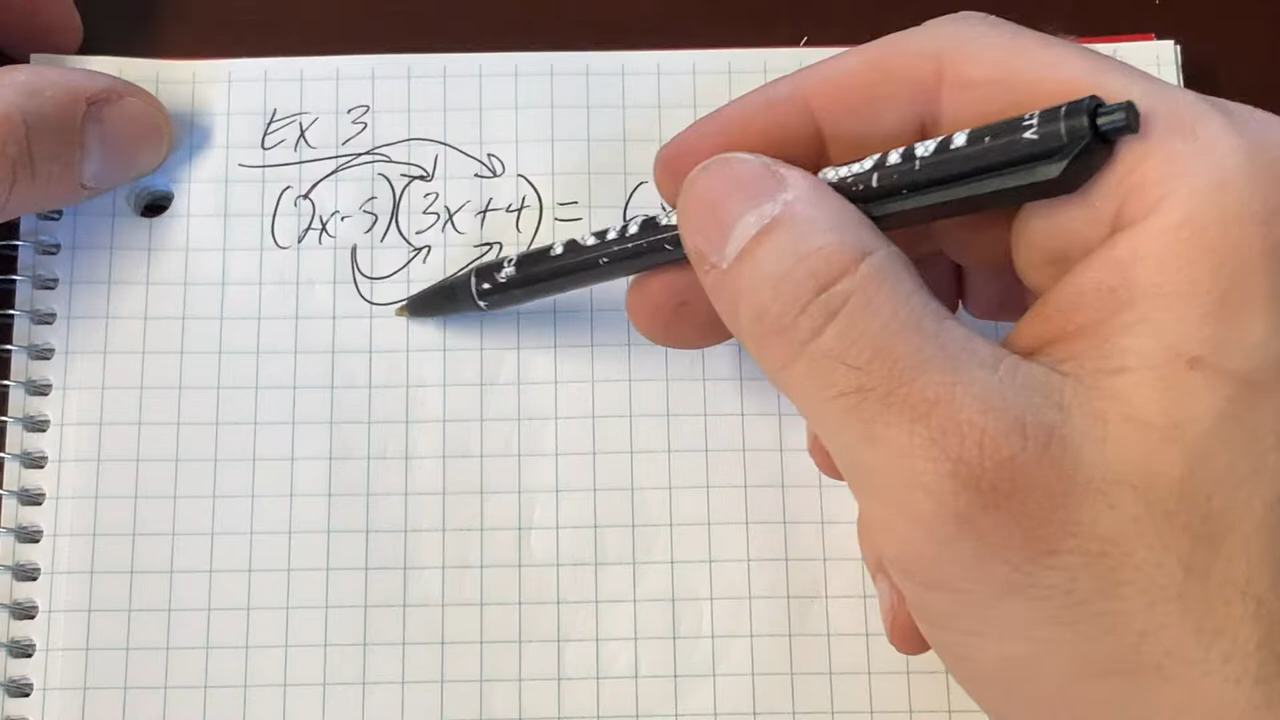 Ex 3
(2x-5)(3x+4) = (